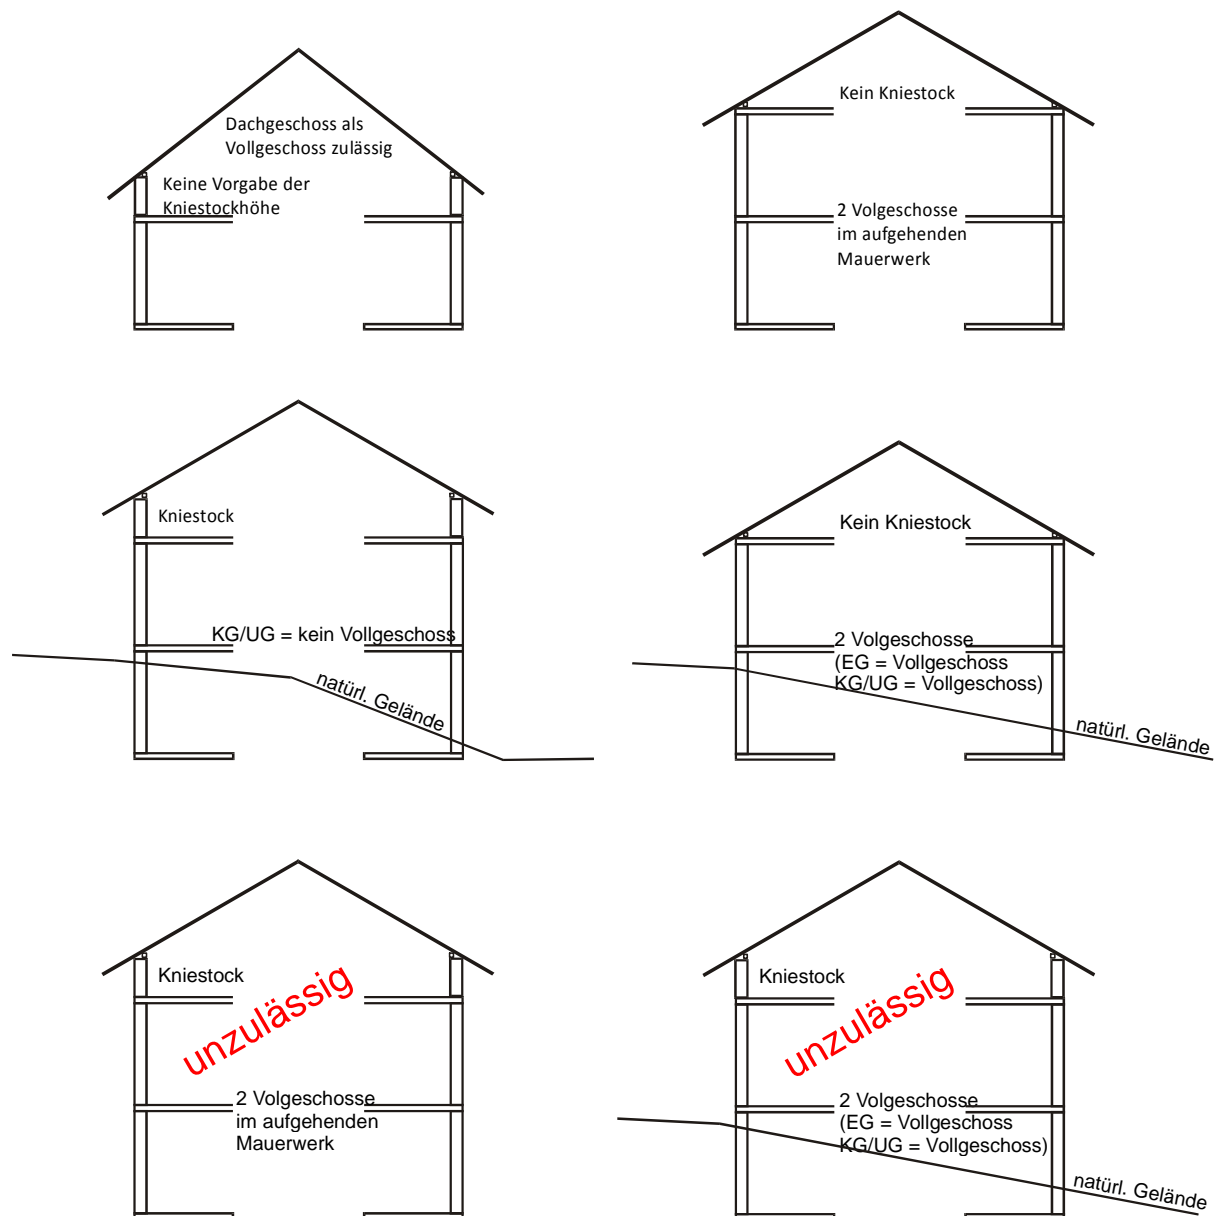 Dachgeschoss als
Vollgeschoss zulässig
Keine Vorgabe der
Kniestockhöhe
Kein Kniestock
2 Volgeschosse
im aufgehenden
Mauerwerk
Kniestock
KG/UG = kein Vollgeschoss
natürl. Gelände
Kein Kniestock
2 Volgeschosse
(EG = Vollgeschoss
KG/UG = Vollgeschoss)
natürl. Gelände
Kniestock
unzulässig
2 Volgeschosse
im aufgehenden
Mauerwerk
Kniestock
unzulässig
2 Volgeschosse
(EG = Vollgeschoss
KG/UG = Vollgeschoss)
natürl. Gelände